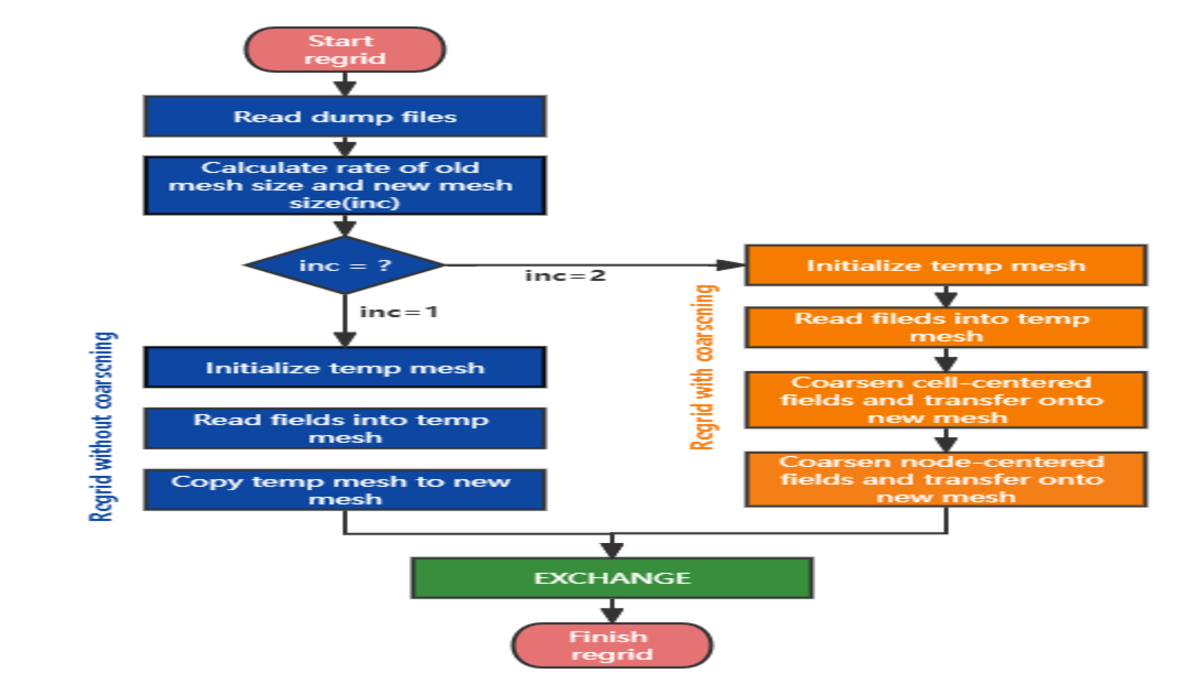 Start
regrid
Read dump files
Calculate rate of old
mesh size and new mesh
size(inc)
inc = ?
inc=2
inc=1
Regrid without coarscning
Initialize temp mesh
Read fields into temp
mesh
Copy temp mesh to new
mesh
Regrid with coarscning
Initialize temp mesh
Read fileds into temp
mesh
Coarsen cell-centered
fields and transfer onto
new mesh
Coarsen node-centered
fields and transfer onto
new mesh
EXCHANGE
Finish
regrid